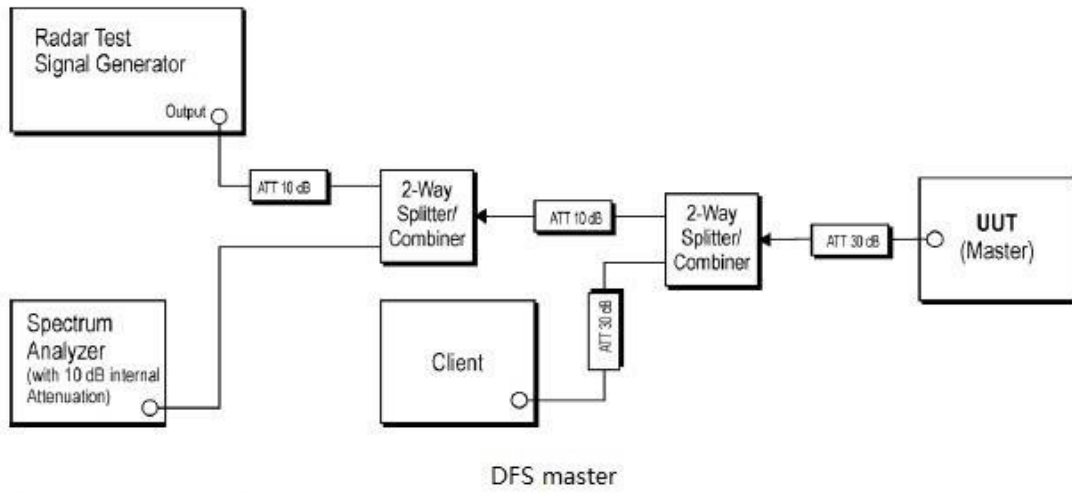 Radar Test
Signal Generator
Output
ATT 10 dB
2-Way
Splitter/
Combiner
ATT 10 dB
2-Way
Splitter/
Combiner
ATT 30 dB
UUT
(Master)
Spectrum
Analyzer
(with 10 dB internal
Attenuation)
Client
ATT 30 dB
DFS master